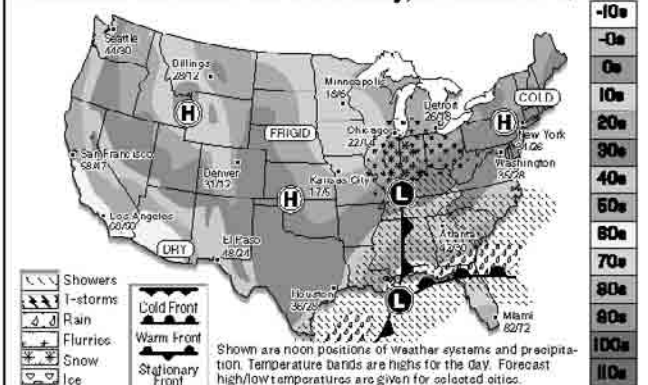 Seattle
44/30
Billings
28/12
Minneapolis
15/6
Detroit
26/18
COLD
Chicago
22/14
New York
34/26
FRIGID
San Francisco
58/47
Denver
31/12
Kansas City
17/5
Washington
35/28
Los Angeles
H
H
H
L
L
Atlanta
42/30
DRY
El Paso
48/24
Houston
Miami
82/72
Showers
T-storms
Rain
Flurries
Snow
Ice
Cold Front
Warm Front
Stationary
Front
Shown are noon positions of weather systems and precipita-
tion. Temperature bands are highs for the day. Forecast
high/low temperatures are given for selected cities.
-10s
-0s
0s
10s
20s
30s
40s
50s
60s
70s
80s
90s
100s
110s